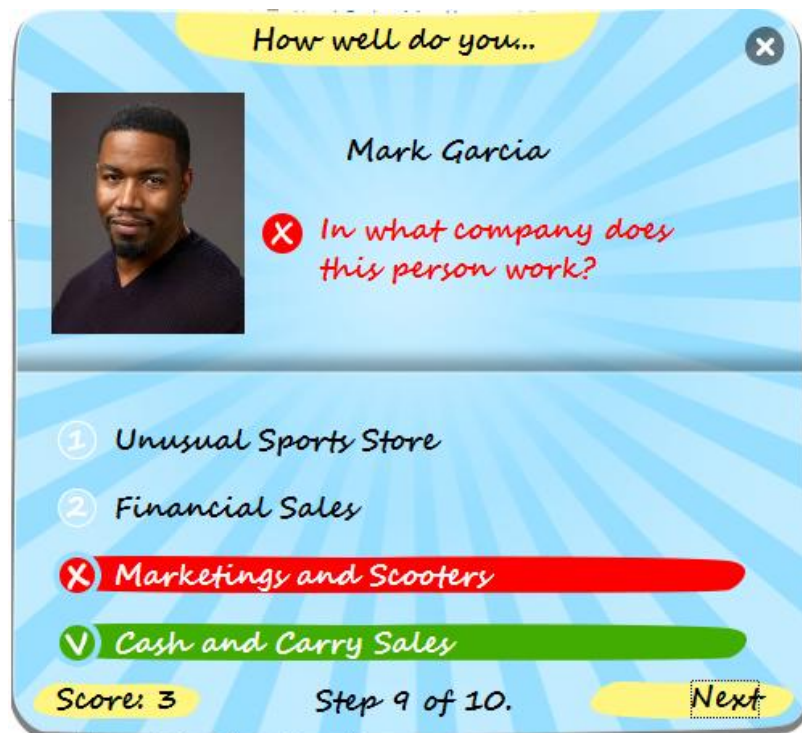 How well do you...
Mark Garcia
In what company does
this person work?
1 Unusual Sports Store
2 Financial Sales
X Marketings and Scooters
V Cash and Carry Sales
Score: 3
Step 9 of 10.
Next